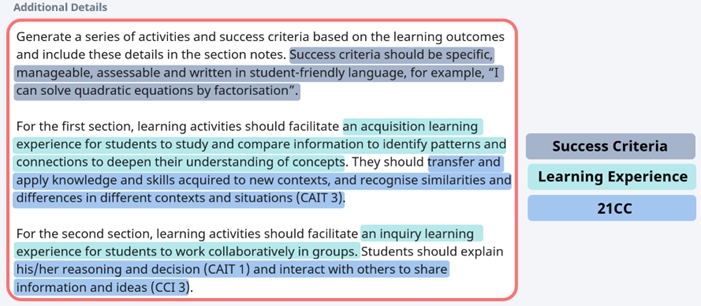 Additional Details
Generate a series of activities and success criteria based on the learning outcomes
and include these details in the section notes. Success criteria should be specific,
manageable, assessable and written in student-friendly language, for example, “I
can solve quadratic equations by factorisation”.
For the first section, learning activities should facilitate an acquisition learning
experience for students to study and compare information to identify patterns and
connections to deepen their understanding of concepts. They should transfer and
apply knowledge and skills acquired to new contexts, and recognise similarities and
differences in different contexts and situations (CAIT 3).
For the second section, learning activities should facilitate an inquiry learning
experience for students to work collaboratively in groups. Students should explain
his/her reasoning and decision (CAIT 1) and interact with others to share
information and ideas (CCI 3).
Success Criteria
Learning Experience
21CC